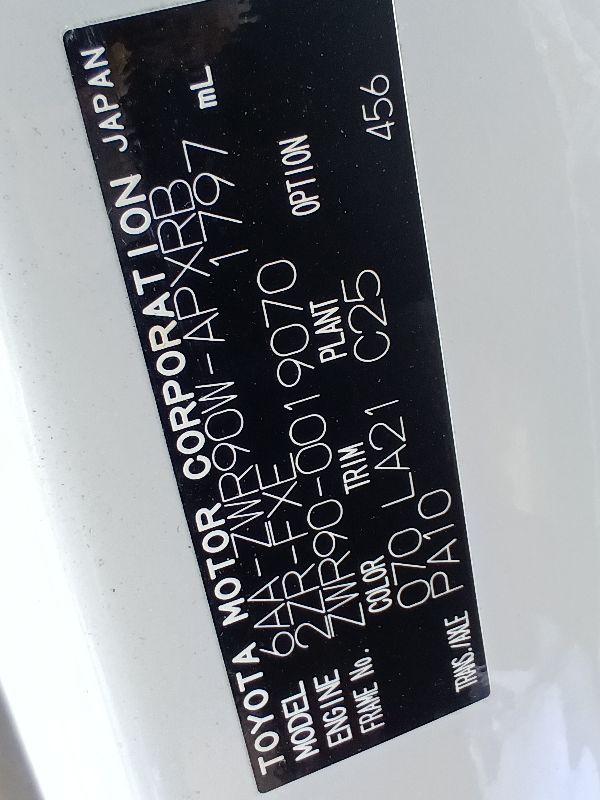 TOYOTA MOTOR CORPORATION JAPAN
MODEL 6AA-ZWR90W-APXRB
ENGINE 2ZR-FXE 1797 mL
FRAME No. ZWR90-0019070
COLOR TRIM PLANT OPTION
070 LA21 C25 456
TRANS./AXLE PA10